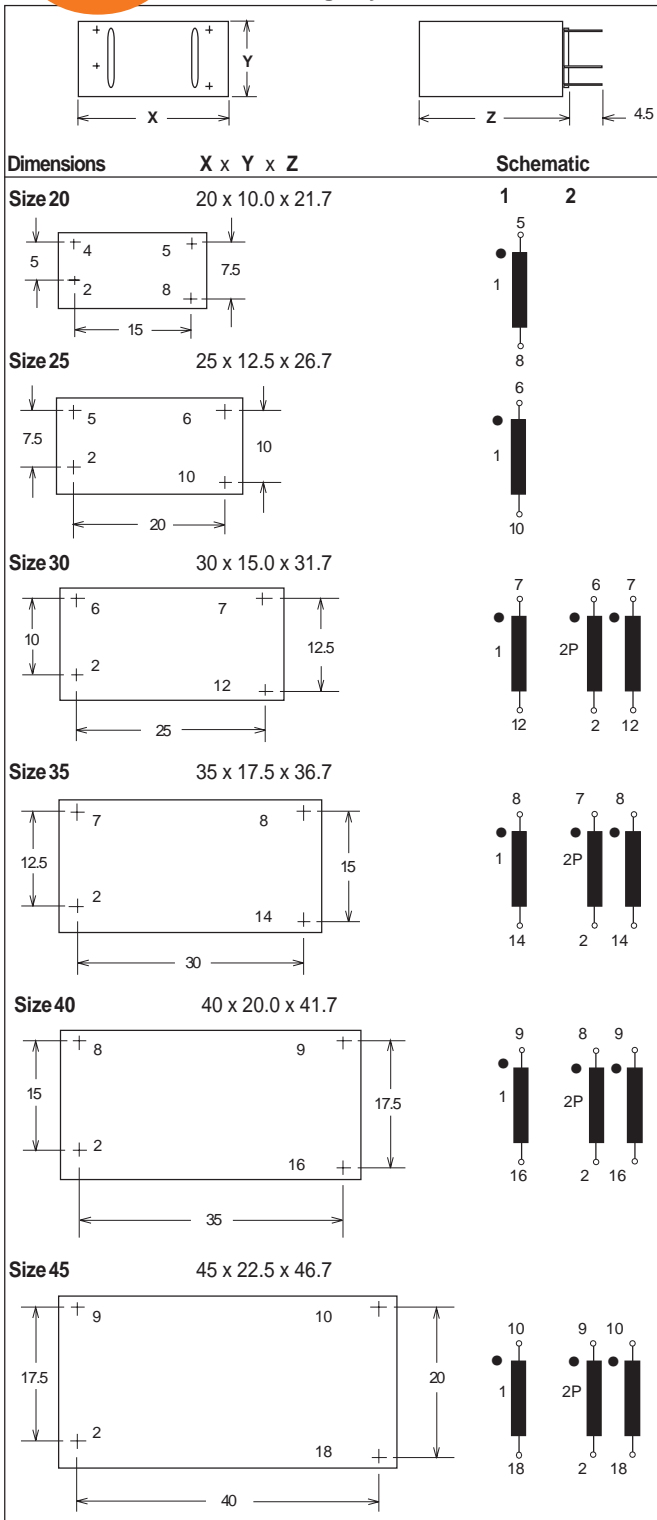 Y
X
Z
4.5
Dimensions X x Y x Z Schematic
Size 20 20 x 10.0 x 21.7 1 2
4 5 5
5 7.5
2 8 1
15 8
Size 25 25 x 12.5 x 26.7
6
5 6
7.5 10
2 1
10
20 10
Size 30 30 x 15.0 x 31.7
7 6 7
6 7
10 12.5 1 2P
2
12
25 12 2 12
Size 35 35 x 17.5 x 36.7
8 7 8
7 8
12.5 15 1 2P
2
14
30 14 2 14
Size 40 40 x 20.0 x 41.7
9 8 9
8 9
15 17.5 1 2P
2
16
35 16 2 16
Size 45 45 x 22.5 x 46.7
9 10
10 9 10
17.5 20 1 2P
2
18
18 2 18
40